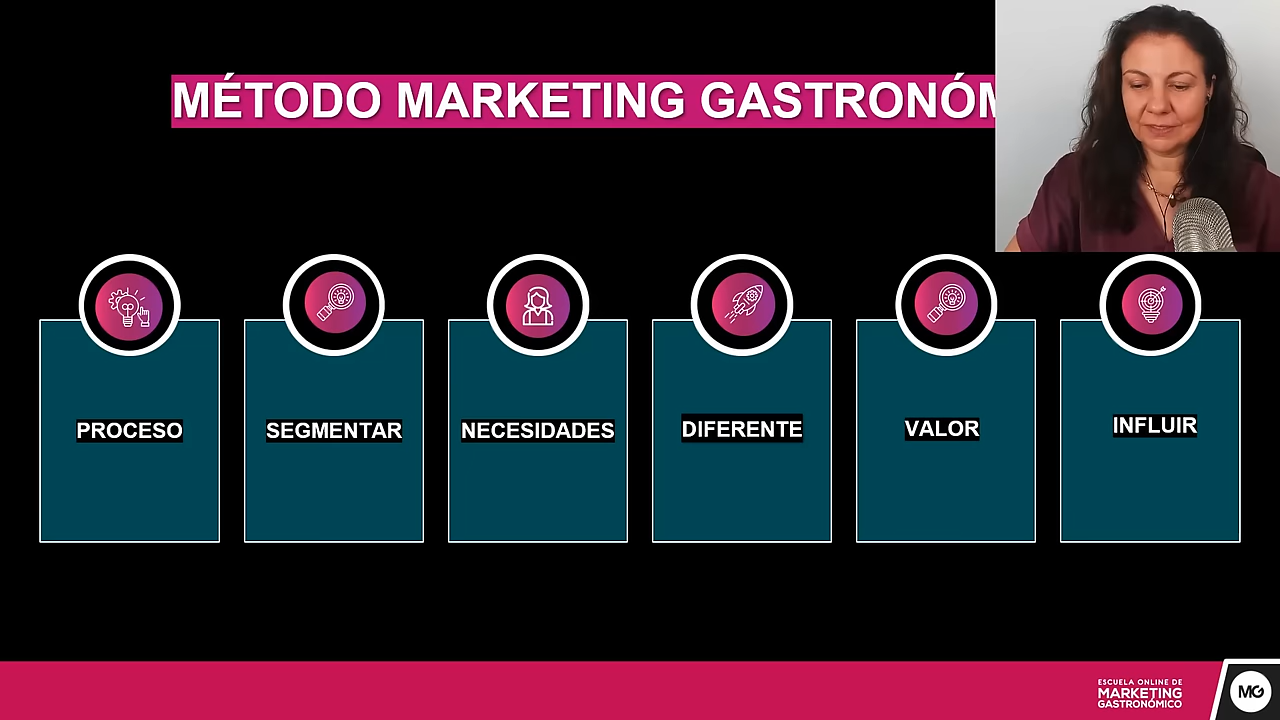 MÉTODO MARKETING GASTRONÓM
PROCESO
SEGMENTAR
NECESIDADES
DIFERENTE
VALOR
INFLUIR
ESCUELA ONLINE DE
MARKETING
GASTRONÓMICO
MG